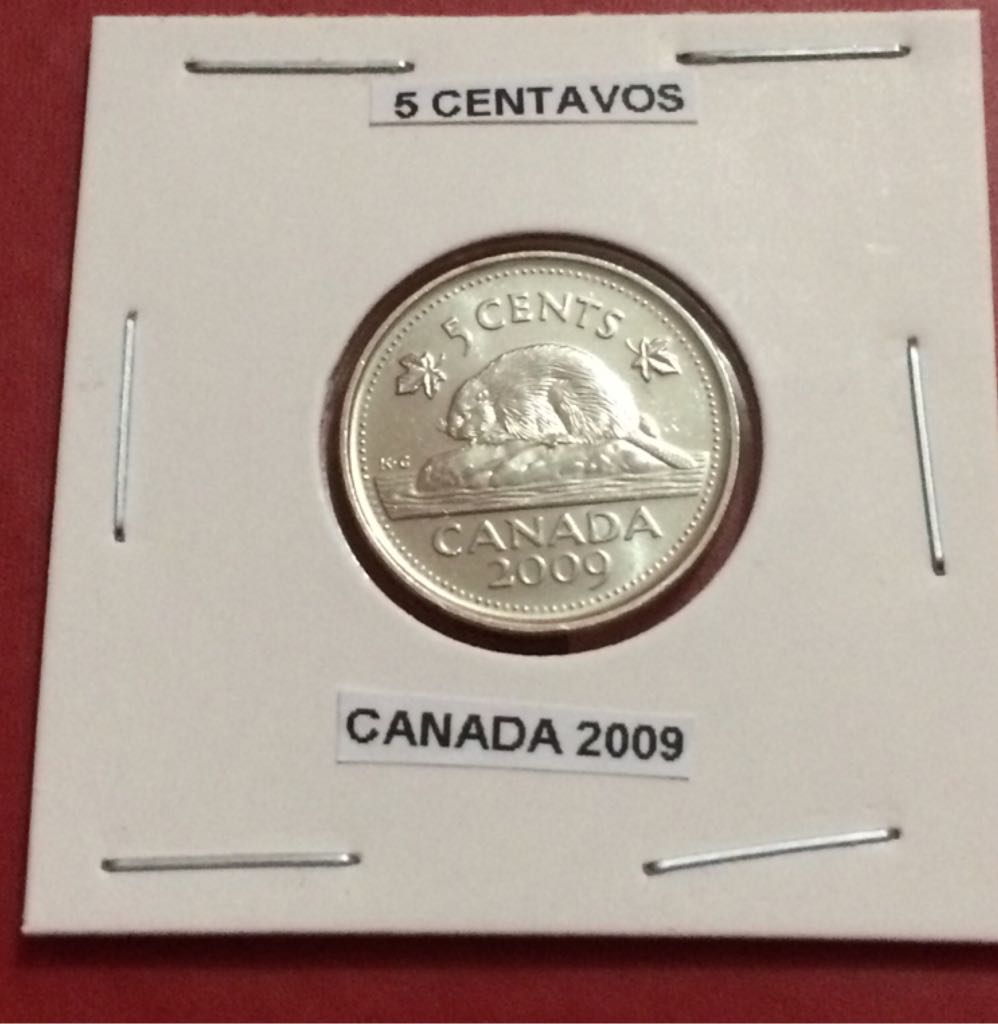 5 CENTAVOS
5 CENTS
K·G
CANADA
2009
CANADA 2009